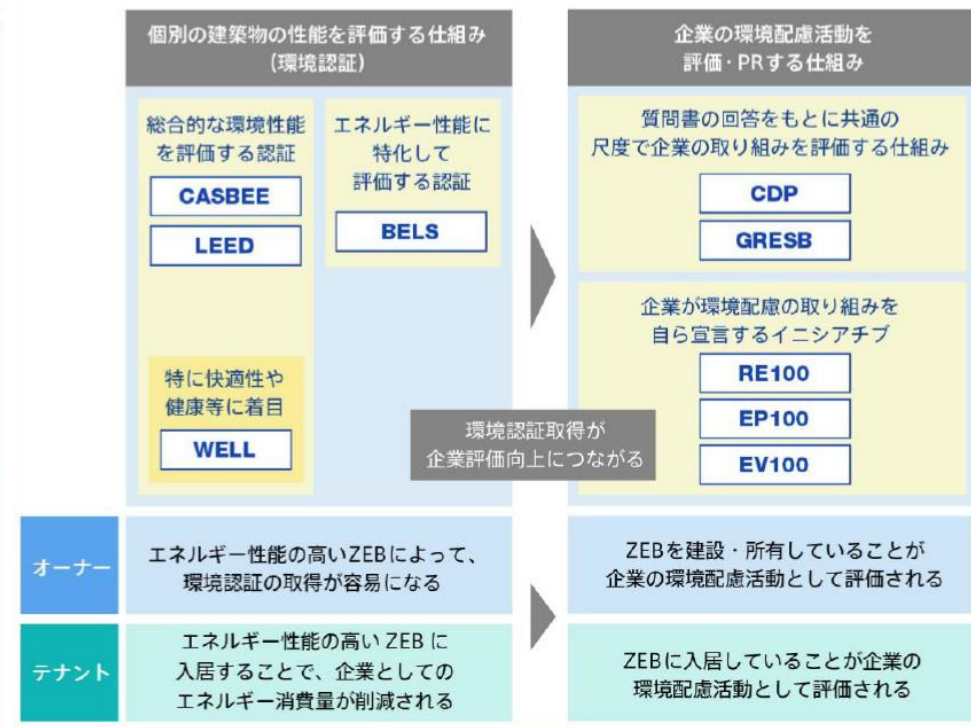 個別の建築物の性能を評価する仕組み
(環境認証)
総合的な環境性能
を評価する認証
CASBEE
LEED
特に快適性や
健康等に着目
WELL
エネルギー性能に
特化して
評価する認証
BELS
企業の環境配慮活動を
評価・PRする仕組み
質問書の回答をもとに共通の
尺度で企業の取り組みを評価する仕組み
CDP
GRESB
企業が環境配慮の取り組みを
自ら宣言するイニシアチブ
RE100
EP100
EV100
環境認証取得が
企業評価向上につながる
オーナー
エネルギー性能の高いZEBによって、
環境認証の取得が容易になる
ZEBを建設・所有していることが
企業の環境配慮活動として評価される
テナント
エネルギー性能の高い ZEB に
入居することで、企業としての
エネルギー消費量が削減される
ZEBに入居していることが企業の
環境配慮活動として評価される